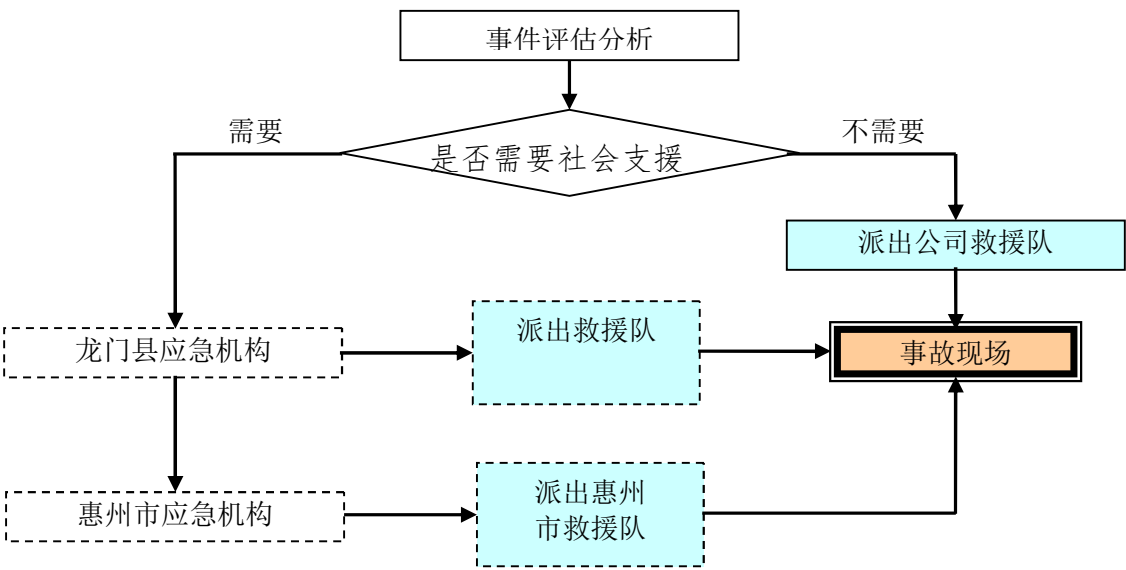 事件评估分析
需要
不需要
是否需要社会支援
派出公司救援队
派出救援队
龙门县应急机构
事故现场
派出惠州
市救援队
惠州市应急机构